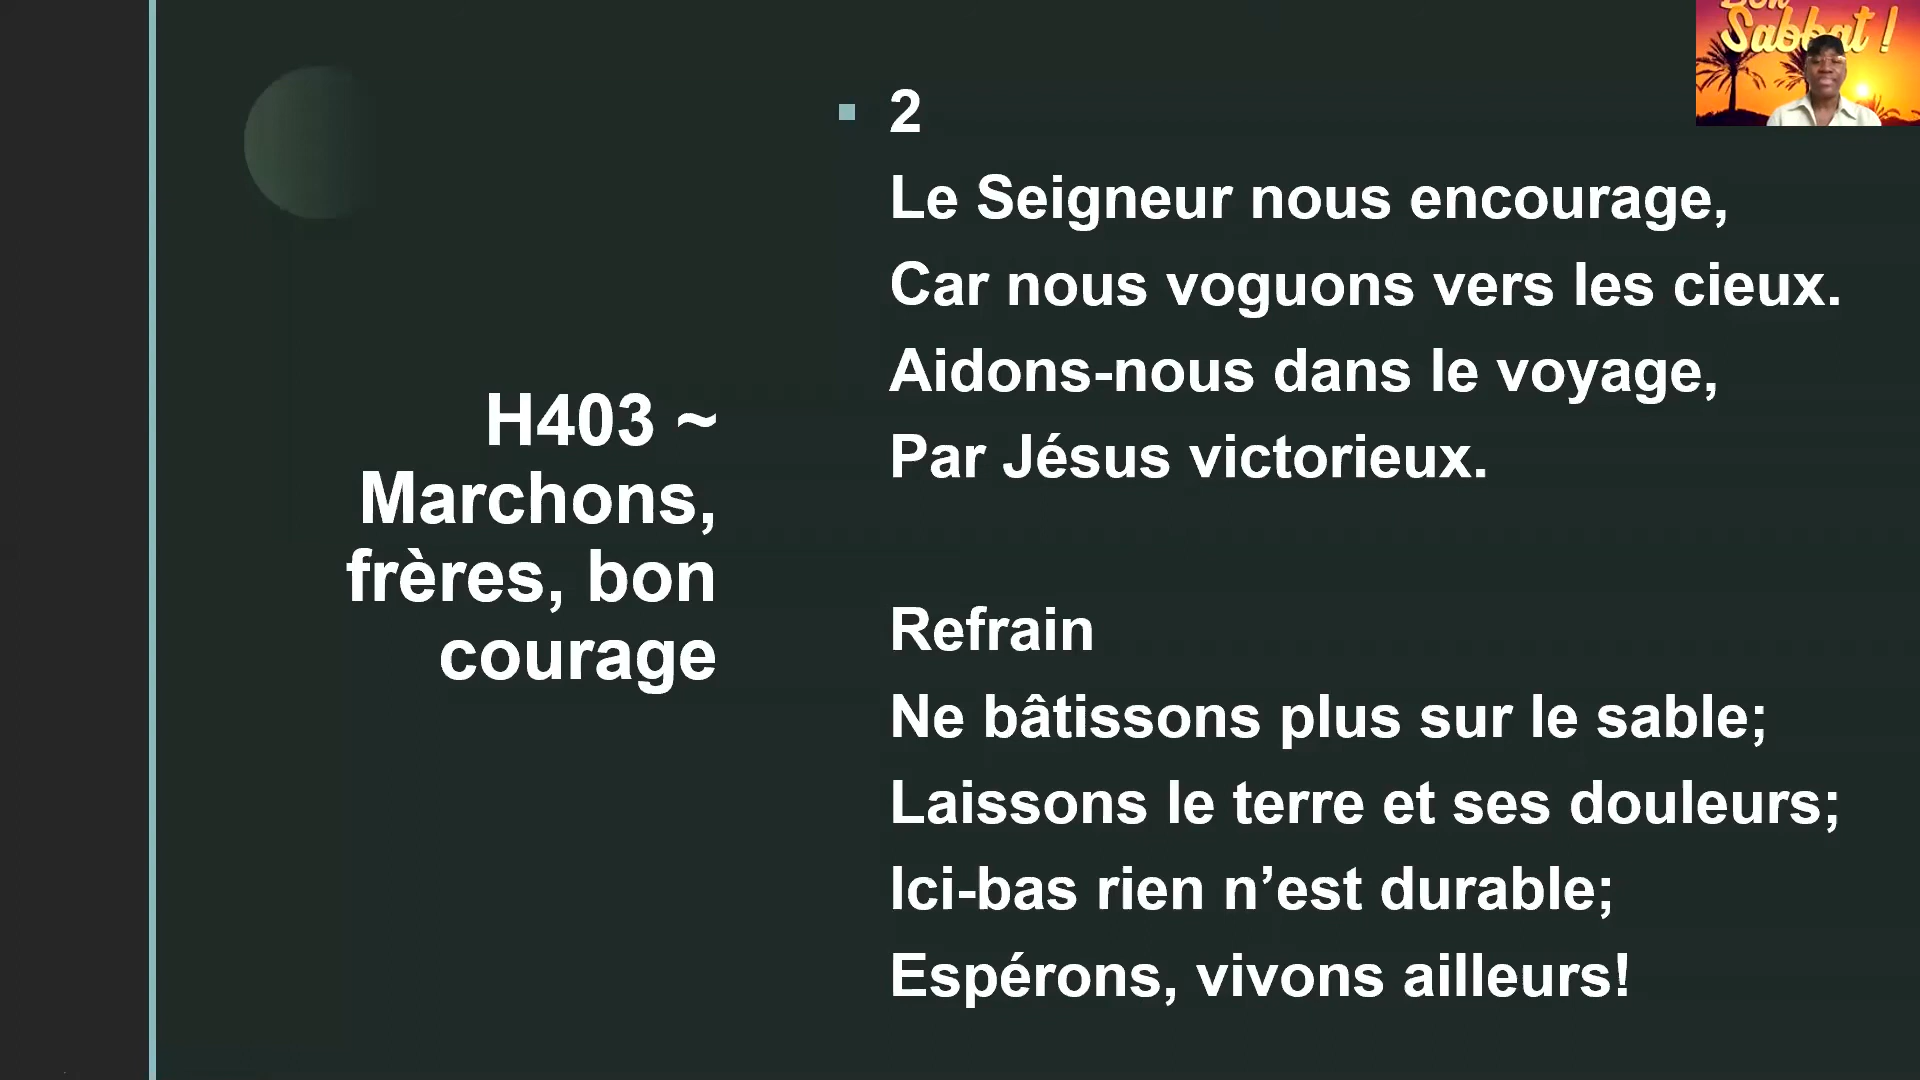 H403 ~
Marchons,
frères, bon
courage
2
Le Seigneur nous encourage,
Car nous voguons vers les cieux.
Aidons-nous dans le voyage,
Par Jésus victorieux.
Refrain
Ne bâtissons plus sur le sable;
Laissons le terre et ses douleurs;
Ici-bas rien n’est durable;
Espérons, vivons ailleurs!
Bon
Sabbat !